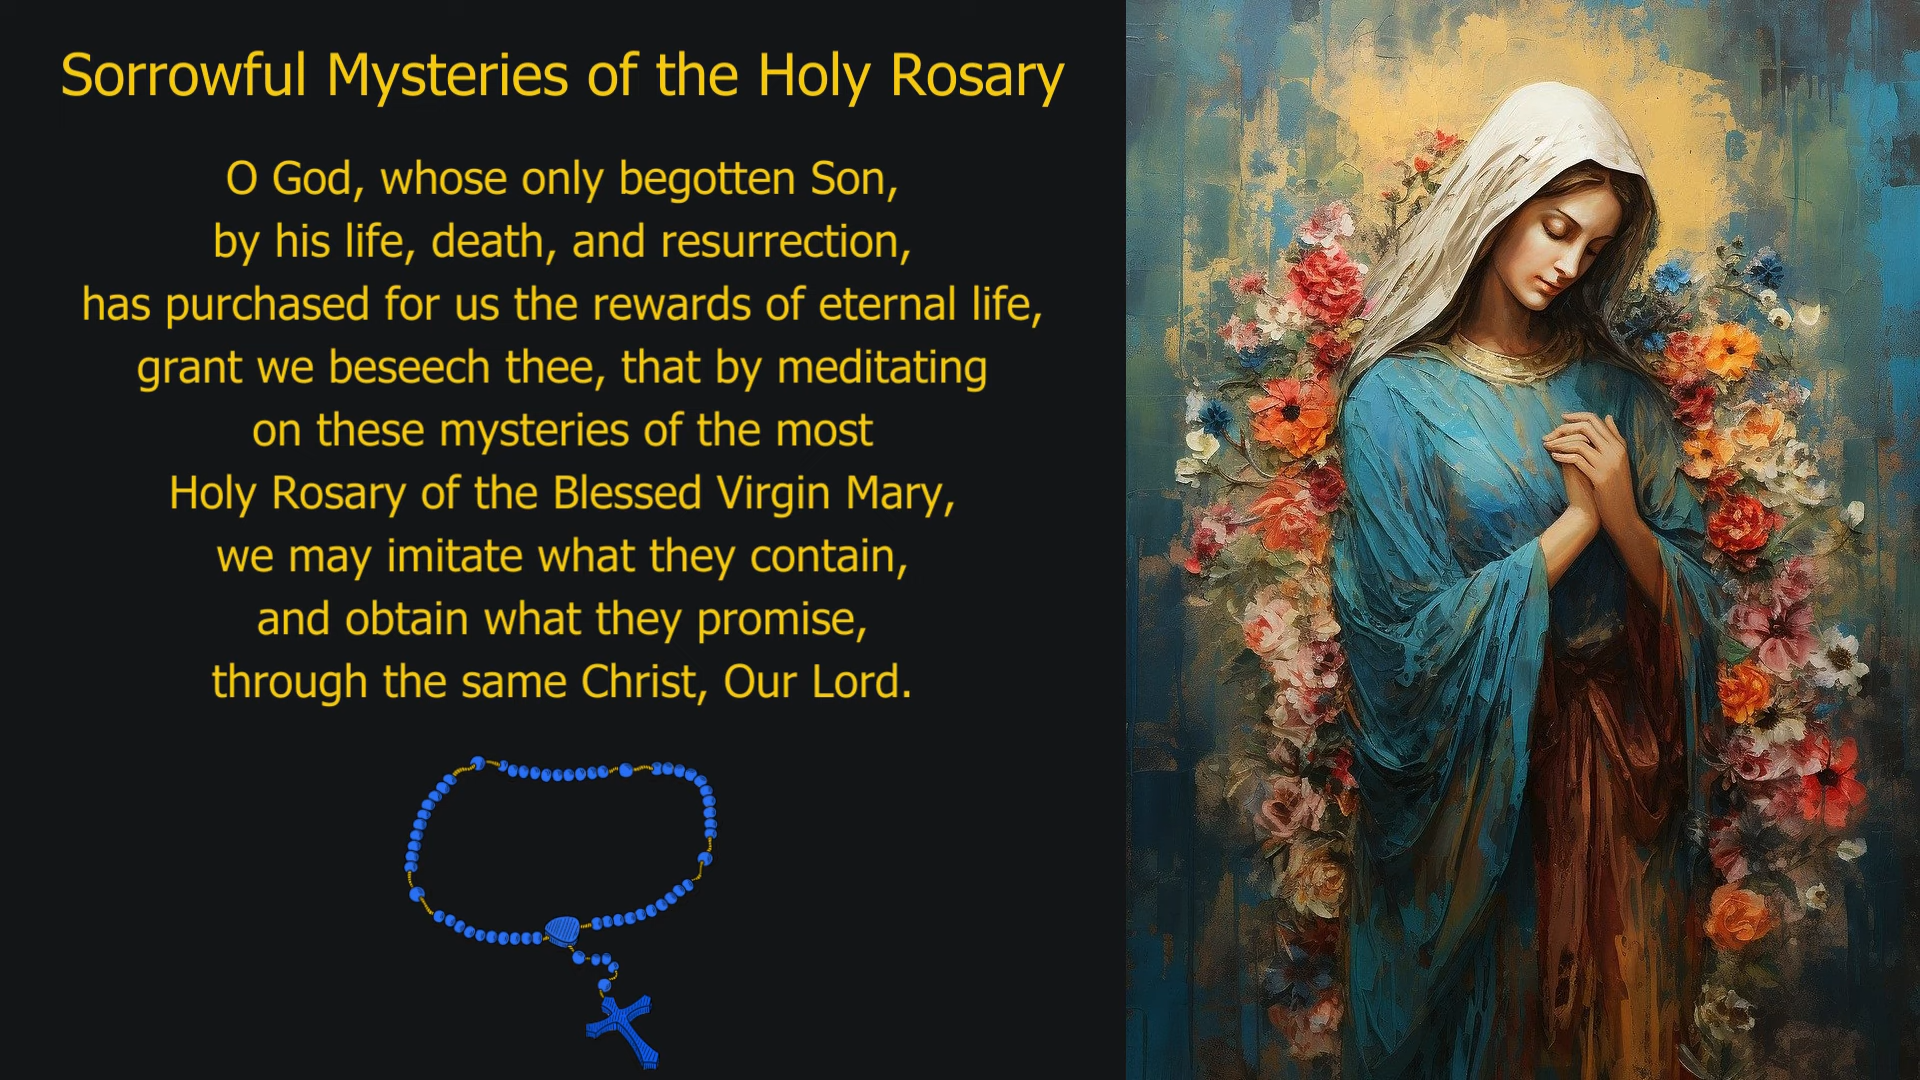 Sorrowful Mysteries of the Holy Rosary
O God, whose only begotten Son,
by his life, death, and resurrection,
has purchased for us the rewards of eternal life,
grant we beseech thee, that by meditating
on these mysteries of the most
Holy Rosary of the Blessed Virgin Mary,
we may imitate what they contain,
and obtain what they promise,
through the same Christ, Our Lord.